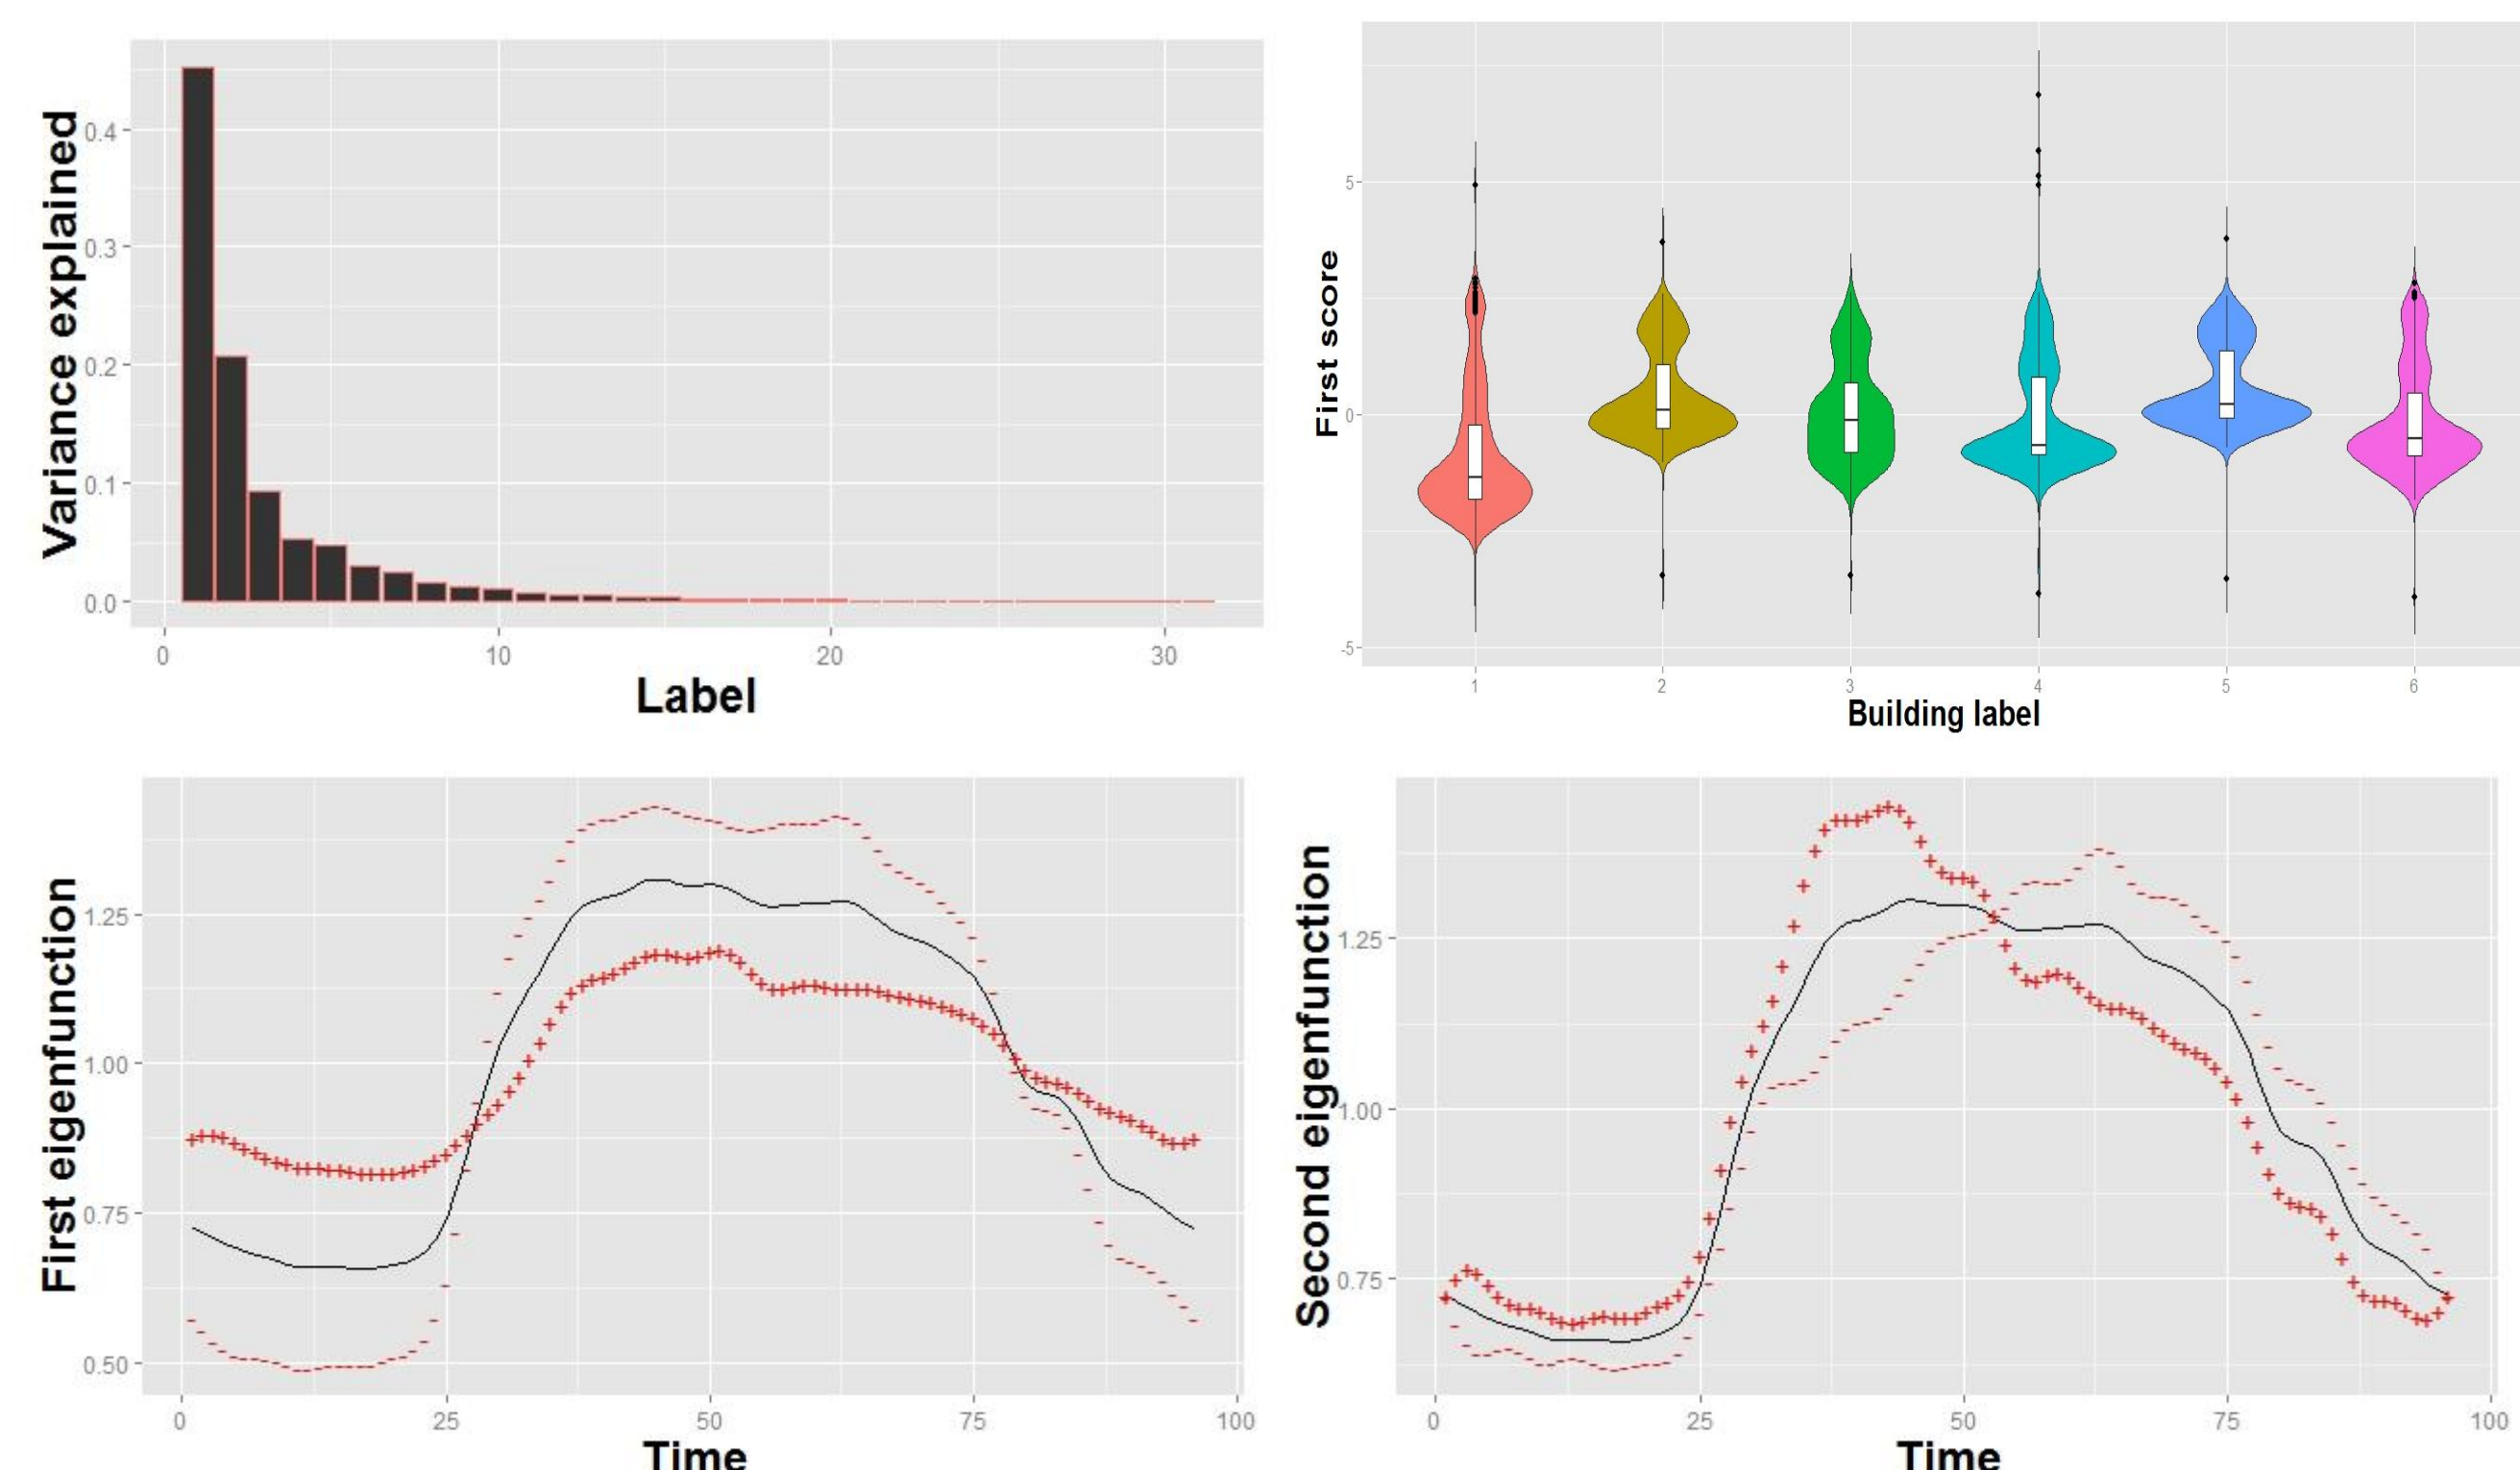 Variance explained
0.4
0.3
0.2
0.1
0.0
0 10 20 30
Label
First score
5
0
-5
1 2 3 4 5 6
Building label
First eigenfunction
1.25
1.00
0.75
0.50
0 25 50 75 100
Time
Second eigenfunction
1.25
1.00
0.75
0 25 50 75 100
Time